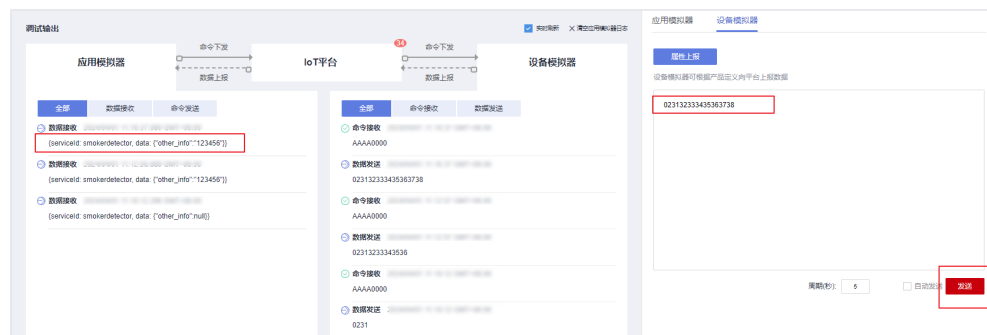 调试输出
实时刷新
清空应用模拟器日志
应用模拟器
命令下发
数据上报
IoT平台
34
命令下发
数据上报
设备模拟器
全部
数据接收
命令发送
数据接收
{serviceId: smokerdetector, data: {"other_info":"123456"}}
数据接收
{serviceId: smokerdetector, data: {"other_info":"123456"}}
数据接收
{serviceId: smokerdetector, data: {"other_info":null}}
全部
命令接收
数据发送
命令接收
AAAA0000
数据发送
023132333435363738
命令接收
AAAA0000
数据发送
02313233343536
命令接收
AAAA0000
数据发送
0231
应用模拟器
设备模拟器
属性上报
设备模拟器可根据产品定义向平台上报数据
023132333435363738
周期(秒):
5
自动发送
发送